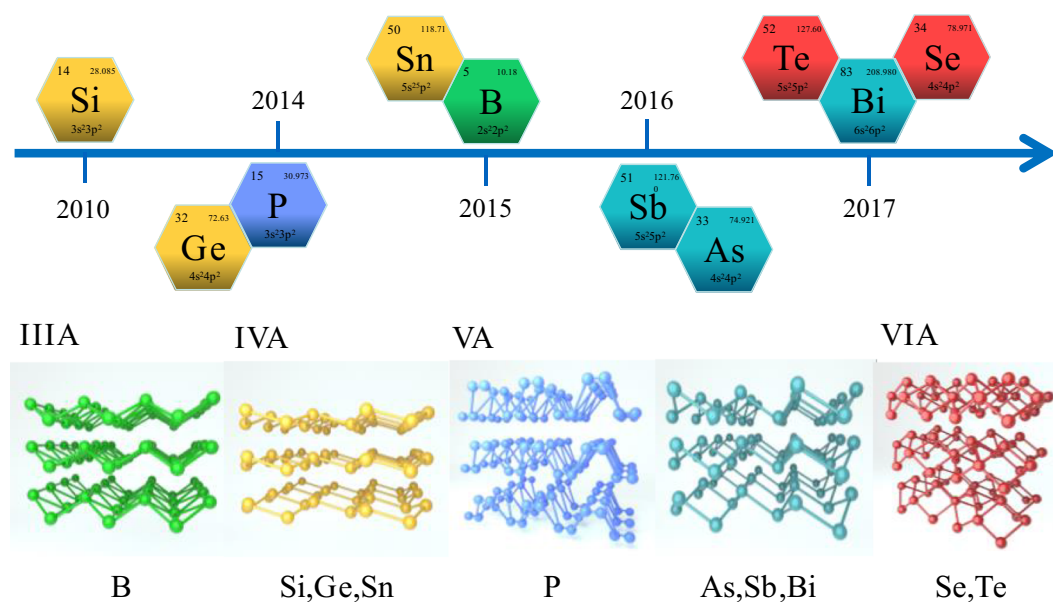 14 28.085
Si
3s²3p²
2010
2014
32 72.63
Ge
4s²4p²
15 30.973
P
3s²3p²
50 118.71
Sn
5s²⁵p²
5 10.18
B
2s²2p²
2015
2016
51 121.76
0
Sb
5s²5p²
33 74.921
As
4s²4p²
52 127.60
Te
5s²5p²
83 208.980
Bi
6s²6p²
34 78.971
Se
4s²4p²
2017
IIIA IVA VA VIA
B Si,Ge,Sn P As,Sb,Bi Se,Te